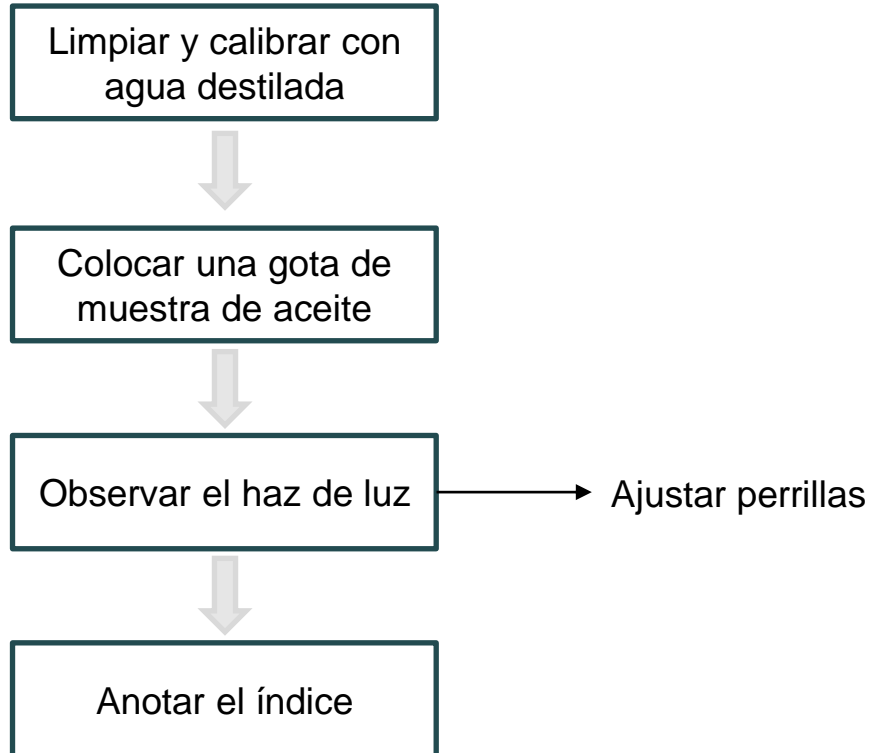 Limpiar y calibrar con
agua destilada
Colocar una gota de
muestra de aceite
Observar el haz de luz
Ajustar perrillas
Anotar el índice